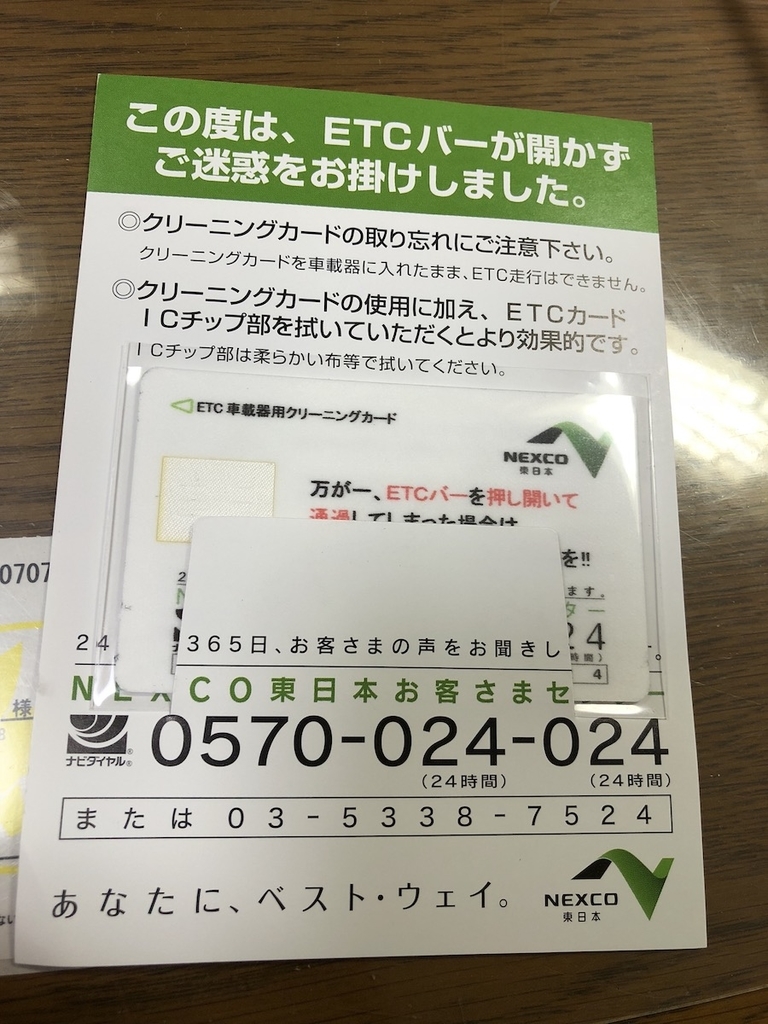 この度は、ETCバーが開かず
ご迷惑をお掛けしました。
◎クリーニングカードの取り忘れにご注意下さい。
クリーニングカードを車載器に入れたまま、ETC走行はできません。
◎クリーニングカードの使用に加え、ETCカード
ICチップ部を拭いていただくとより効果的です。
ICチップ部は柔らかい布等で拭いてください。
ETC 車載器用クリーニングカード
NEXCO
東日本
万が一、ETCバーを押し開いて
通過してしまった場合は
を!!
ます。
ター
24
時間)
4
0707
様
24
365日、お客さまの声をお聞きし
NEXCO東日本お客さまセ
ナビダイヤル®
0570-024-024
(24時間) (24時間)
または03-5338-7524
あなたに、ベスト・ウェイ。
NEXCO
東日本